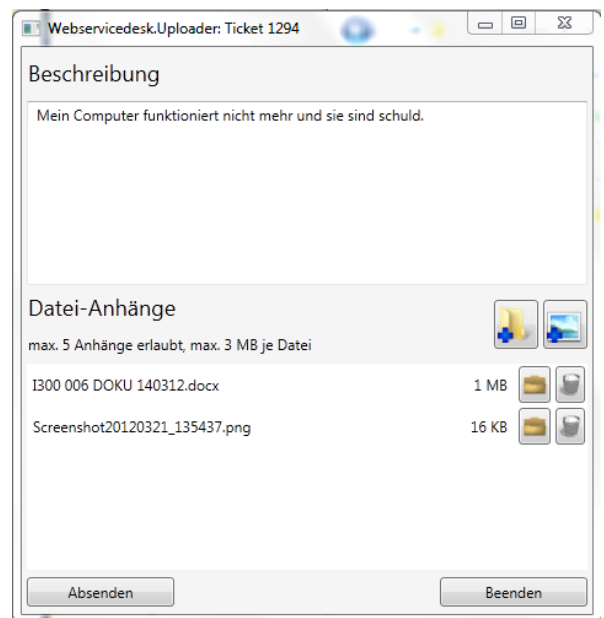 Webservicedesk.Uploader: Ticket 1294
Beschreibung
Mein Computer funktioniert nicht mehr und sie sind schuld.
Datei-Anhänge
max. 5 Anhänge erlaubt, max. 3 MB je Datei
I300 006 DOKU 140312.docx 1 MB
Screenshot20120321_135437.png 16 KB
Absenden Beenden